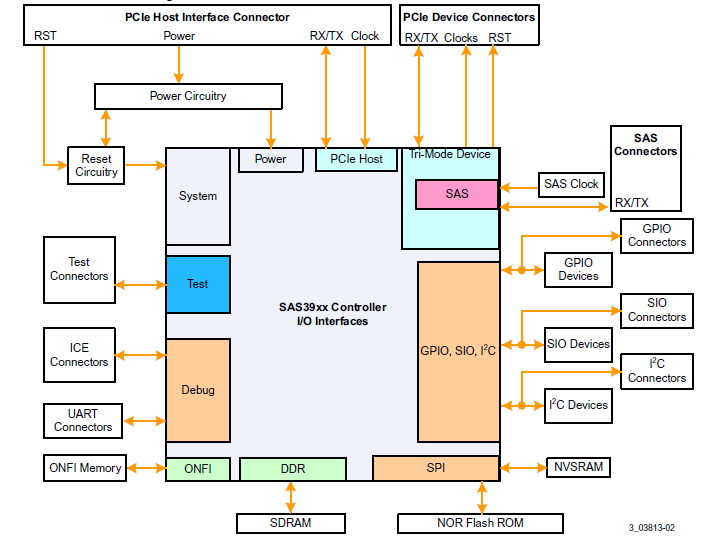 PCIe Host Interface Connector
RST Power RX/TX Clock
PCIe Device Connectors
RX/TX Clocks RST
Power Circuitry
Reset
Circuitry
System
Power
PCIe Host
Tri-Mode Device
SAS
SAS Clock
SAS
Connectors
RX/TX
GPIO
Connectors
GPIO
Devices
Test
Connectors
Test
SAS39xx Controller
I/O Interfaces
GPIO, SIO, I²C
SIO
Connectors
SIO Devices
ICE
Connectors
Debug
I²C
Connectors
I²C Devices
UART
Connectors
ONFI Memory
ONFI
DDR
SPI
NVSRAM
SDRAM
NOR Flash ROM
3_03813-02